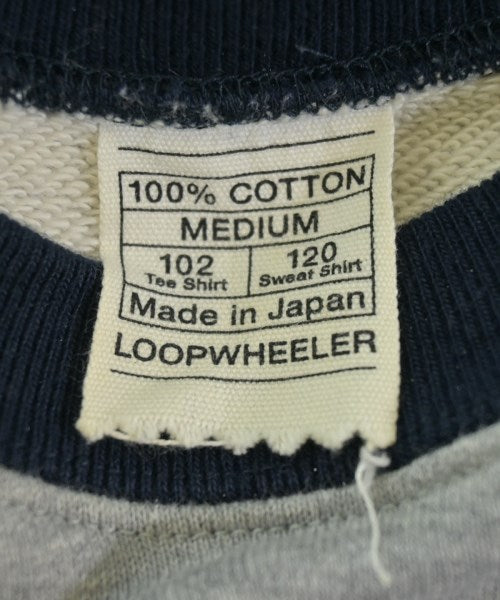 100% COTTON
MEDIUM
102 120
Tee Shirt Sweat Shirt
Made in Japan
LOOPWHEELER